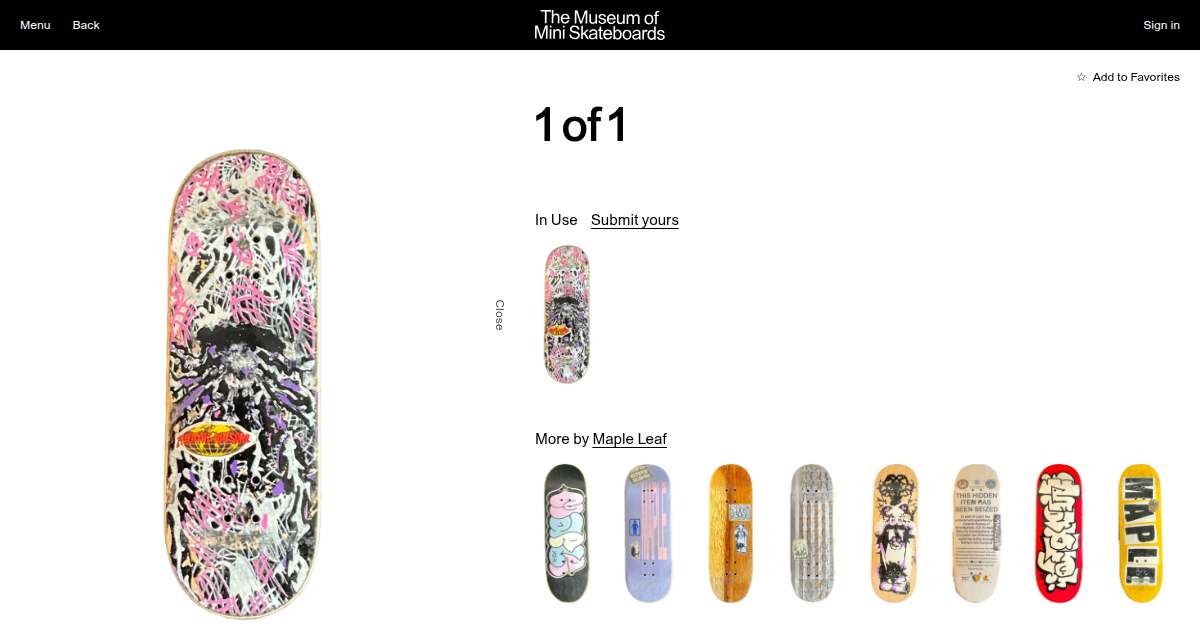 Menu
Back
The Museum of
Mini Skateboards
Sign in
☆ Add to Favorites
1 of 1
In Use
Submit yours
Close
More by Maple Leaf
THIS HIDDEN
ITEM HAS
BEEN SEIZED
MAPLE